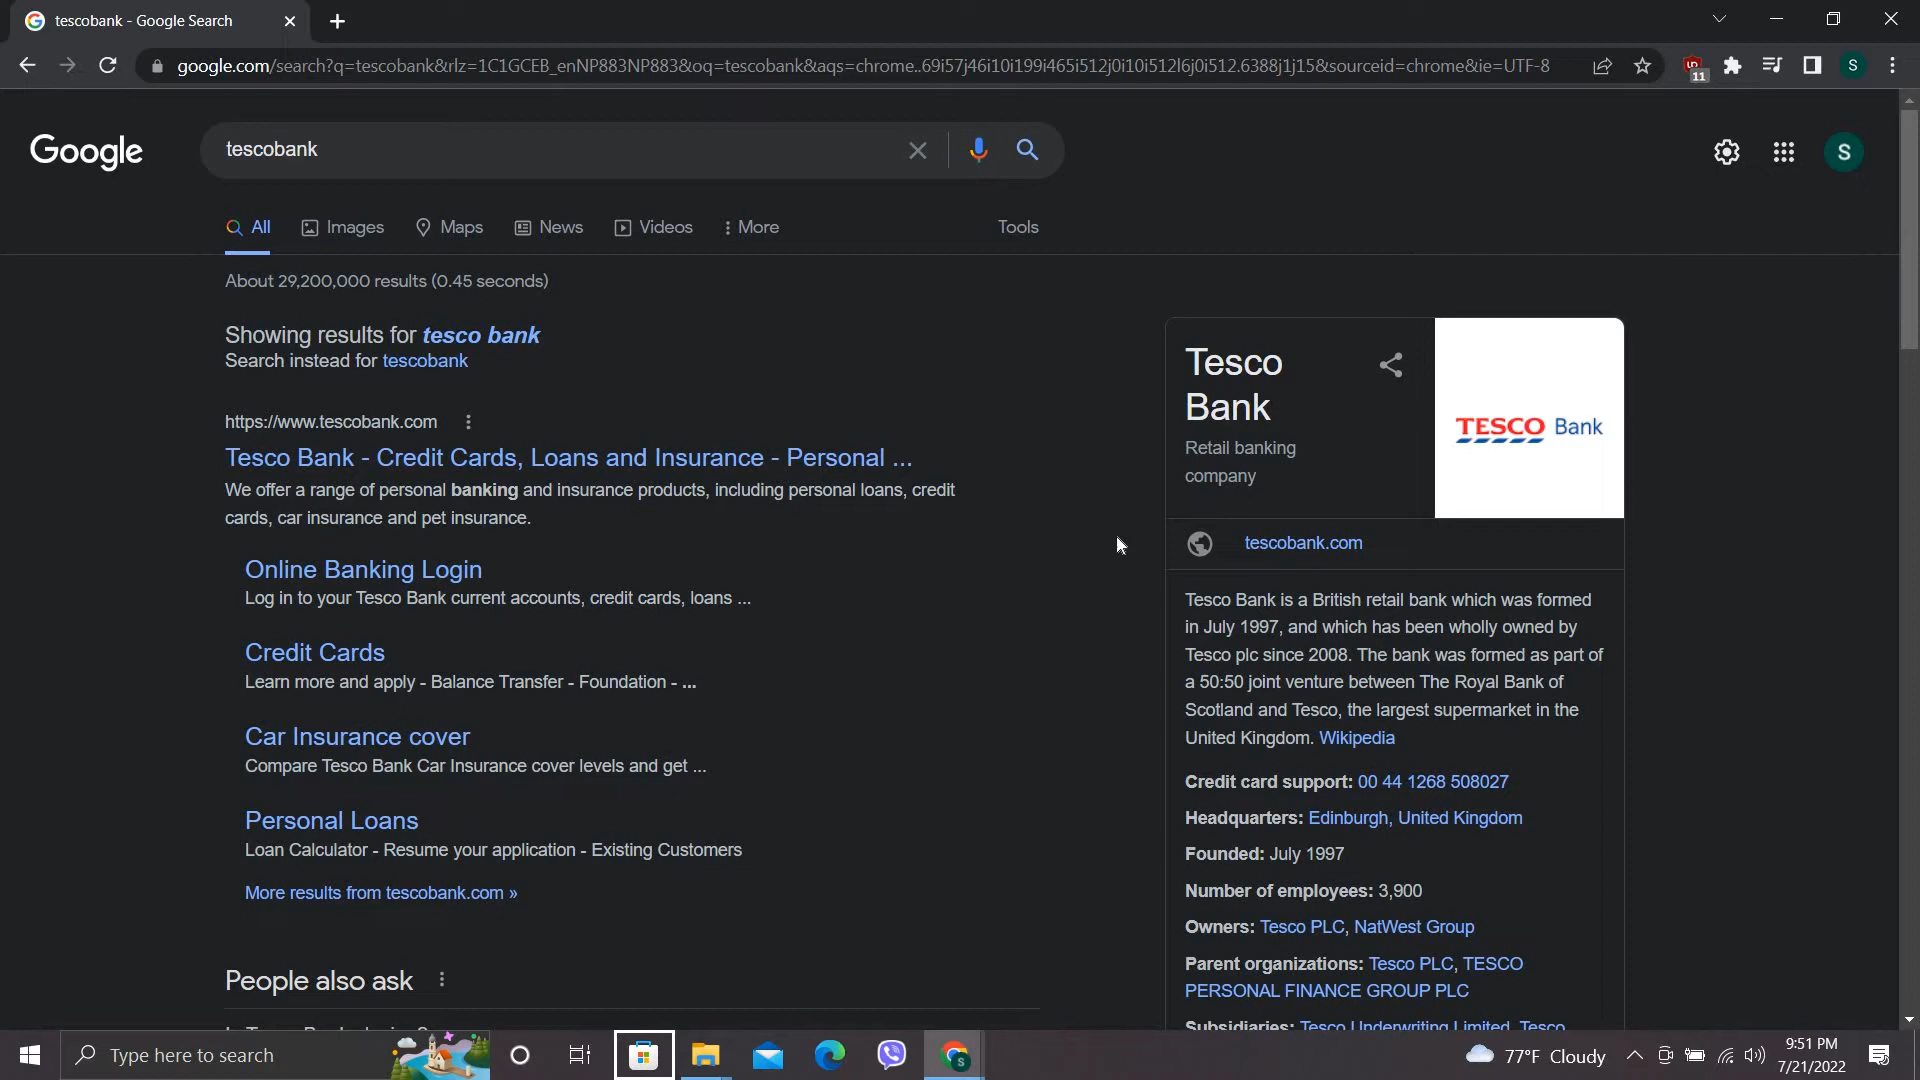 tescobank - Google Search
google.com/search?q=tescobank&rlz=1C1GCEB_enNP883NP883&oq=tescobank&aqs=chrome..69i57j46i10i199i465i512j0i10i512l6j0i512.6388j1j15&sourceid=chrome&ie=UTF-8
11
S
Google
tescobank
S
All
Images
Maps
News
Videos
More
Tools
About 29,200,000 results (0.45 seconds)
Showing results for tesco bank
Search instead for tescobank
https://www.tescobank.com
Tesco Bank - Credit Cards, Loans and Insurance - Personal ...
We offer a range of personal banking and insurance products, including personal loans, credit
cards, car insurance and pet insurance.
Online Banking Login
Log in to your Tesco Bank current accounts, credit cards, loans ...
Credit Cards
Learn more and apply - Balance Transfer - Foundation - ...
Car Insurance cover
Compare Tesco Bank Car Insurance cover levels and get ...
Personal Loans
Loan Calculator - Resume your application - Existing Customers
More results from tescobank.com »
People also ask
Tesco
Bank
Retail banking
company
TESCO Bank
tescobank.com
Tesco Bank is a British retail bank which was formed
in July 1997, and which has been wholly owned by
Tesco plc since 2008. The bank was formed as part of
a 50:50 joint venture between The Royal Bank of
Scotland and Tesco, the largest supermarket in the
United Kingdom. Wikipedia
Credit card support: 00 44 1268 508027
Headquarters: Edinburgh, United Kingdom
Founded: July 1997
Number of employees: 3,900
Owners: Tesco PLC, NatWest Group
Parent organizations: Tesco PLC, TESCO
PERSONAL FINANCE GROUP PLC
Subsidiaries: Tesco Underwriting Limited, Tesco
Type here to search
S
77°F Cloudy
9:51 PM
7/21/2022